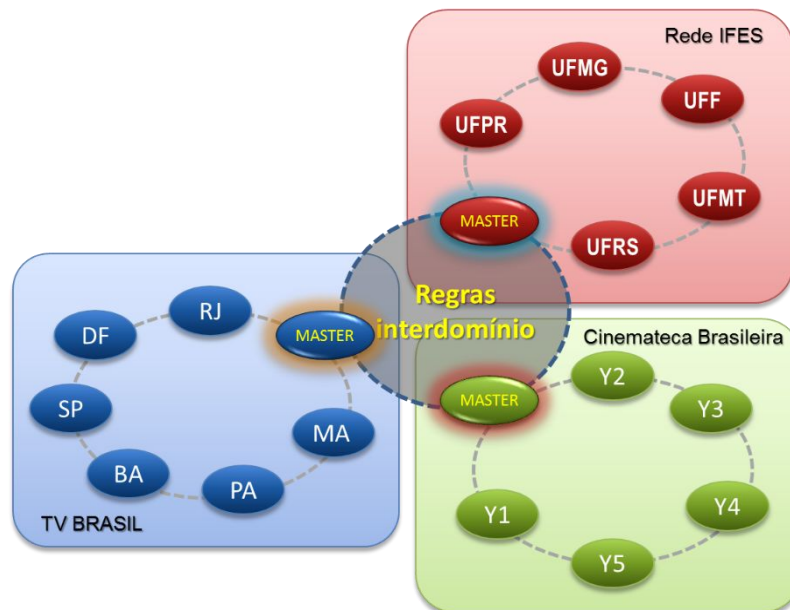 Rede IFES
UFMG
UFF
UFPR
UFMT
MASTER
UFRS
Regras
interdomínio
RJ
MASTER
DF
SP
MA
BA
PA
TV BRASIL
Cinemateca Brasileira
Y2
MASTER
Y3
Y1
Y4
Y5